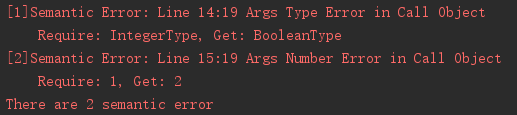 [1]Semantic Error: Line 14:19 Args Type Error in Call Object
Require: IntegerType, Get: BooleanType
[2]Semantic Error: Line 15:19 Args Number Error in Call Object
Require: 1, Get: 2
There are 2 semantic error